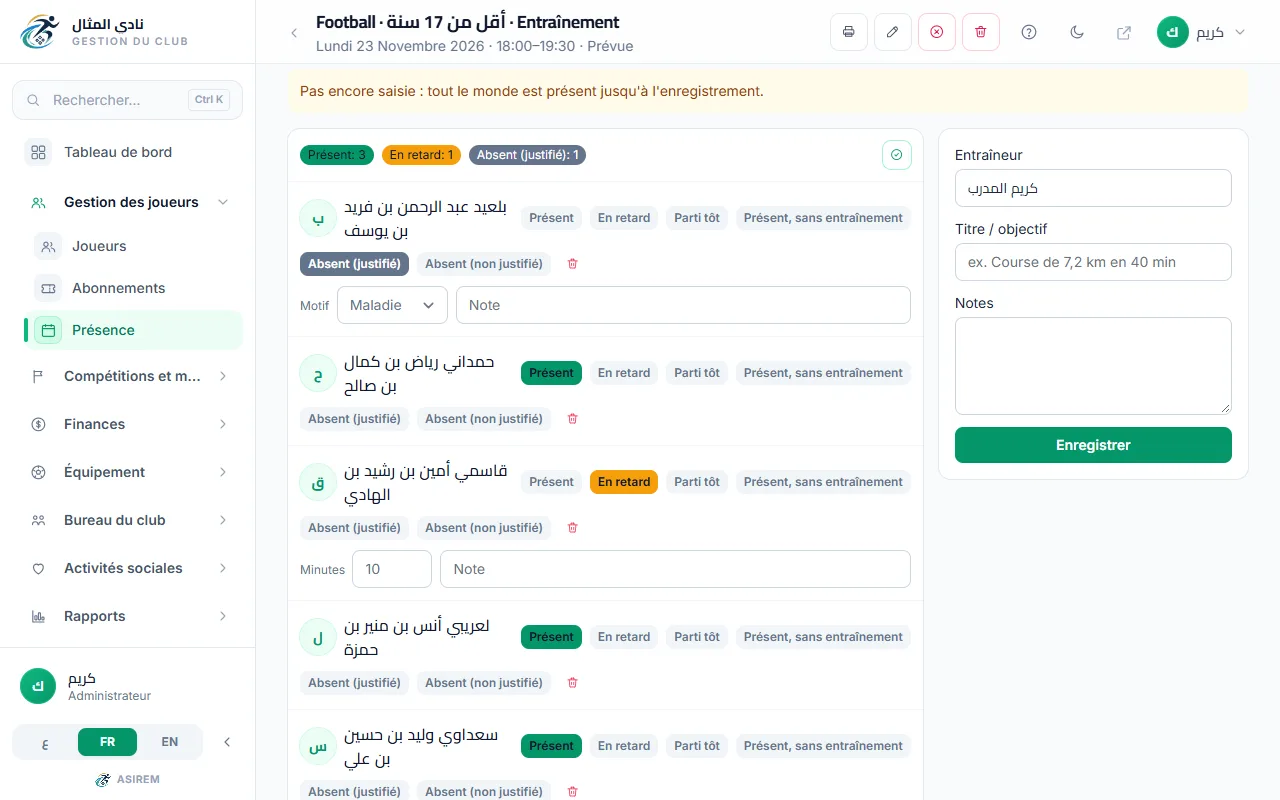 نادي المثال
GESTION DU CLUB
Rechercher...
Ctrl K
Tableau de bord
Gestion des joueurs
Joueurs
Abonnements
Présence
Compétitions et m...
Finances
Équipement
Bureau du club
Activités sociales
Rapports
ك
كريم
Administrateur
ع
FR
EN
ASIREM
Football · أقل من 17 سنة · Entraînement
Lundi 23 Novembre 2026 · 18:00–19:30 · Prévue
ك
كريم
Pas encore saisie : tout le monde est présent jusqu'à l'enregistrement.
Présent: 3
En retard: 1
Absent (justifié): 1
ب
بلعيد عبد الرحمن بن فريد
بن يوسف
Présent
En retard
Parti tôt
Présent, sans entraînement
Absent (justifié)
Absent (non justifié)
Motif
Maladie
Note
ح
حمداني رياض بن كمال
بن صالح
Présent
En retard
Parti tôt
Présent, sans entraînement
Absent (justifié)
Absent (non justifié)
ق
قاسمي أمين بن رشيد بن
الهادي
Présent
En retard
Parti tôt
Présent, sans entraînement
Absent (justifié)
Absent (non justifié)
Minutes
10
Note
ل
لعريبي أنس بن منير بن
حمزة
Présent
En retard
Parti tôt
Présent, sans entraînement
Absent (justifié)
Absent (non justifié)
س
سعداوي وليد بن حسين
بن علي
Présent
En retard
Parti tôt
Présent, sans entraînement
Absent (justifié)
Absent (non justifié)
Entraîneur
كريم المدرب
Titre / objectif
ex. Course de 7,2 km en 40 min
Notes
Enregistrer